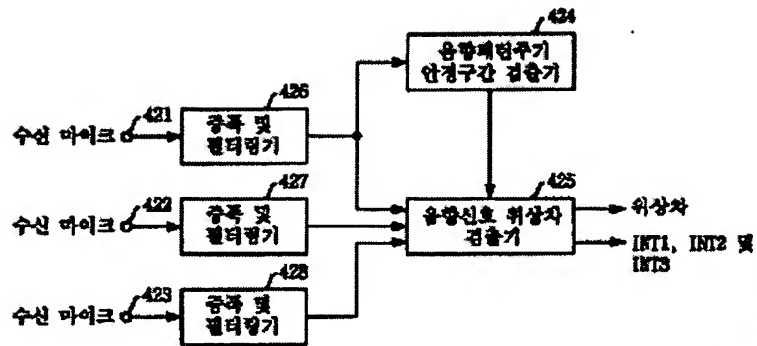 424
음향패턴주기
안정구간 검출기
426
421
수신 마이크
증폭 및
필터링기
427
425
422
수신 마이크
증폭 및
필터링기
음향신호 위상차
검출기
위상차
INT1, INT2 및
INT3
428
423
수신 마이크
증폭 및
필터링기